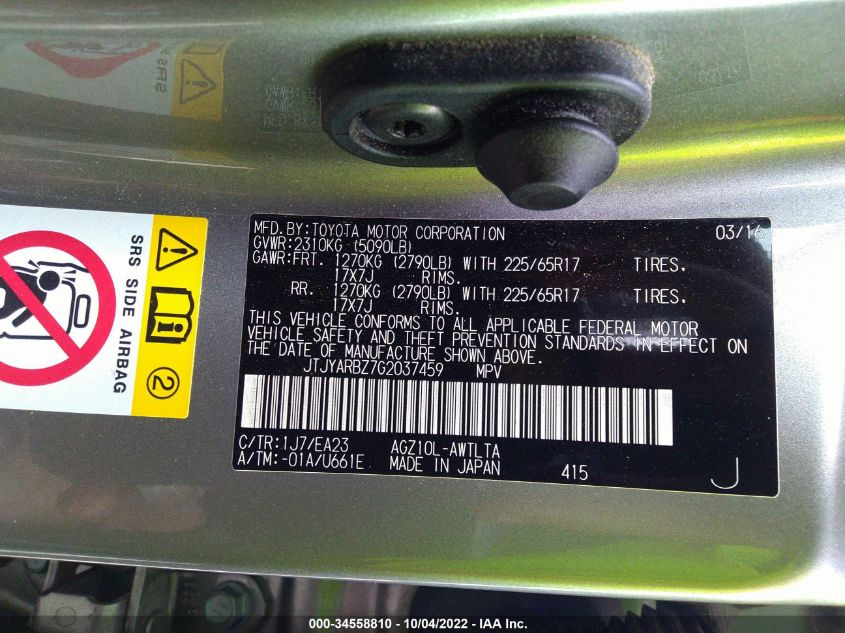 MFD.BY:TOYOTA MOTOR CORPORATION 03/16
GVWR:2310KG (5090LB)
GAWR:FRT. 1270KG (2790LB) WITH 225/65R17 TIRES.
17X7J RIMS.
RR. 1270KG (2790LB) WITH 225/65R17 TIRES.
17X7J RIMS.
THIS VEHICLE CONFORMS TO ALL APPLICABLE FEDERAL MOTOR
VEHICLE SAFETY AND THEFT PREVENTION STANDARDS IN EFFECT ON
THE DATE OF MANUFACTURE SHOWN ABOVE.
JTJYARBZ7G2037459 MPV
C/TR:1J7/EA23 AGZ10L-AWTLTA
A/TM:-01A/U661E MADE IN JAPAN 415 J
SRS SIDE AIRBAG
2
000-34558810 - 10/04/2022 - IAA Inc.